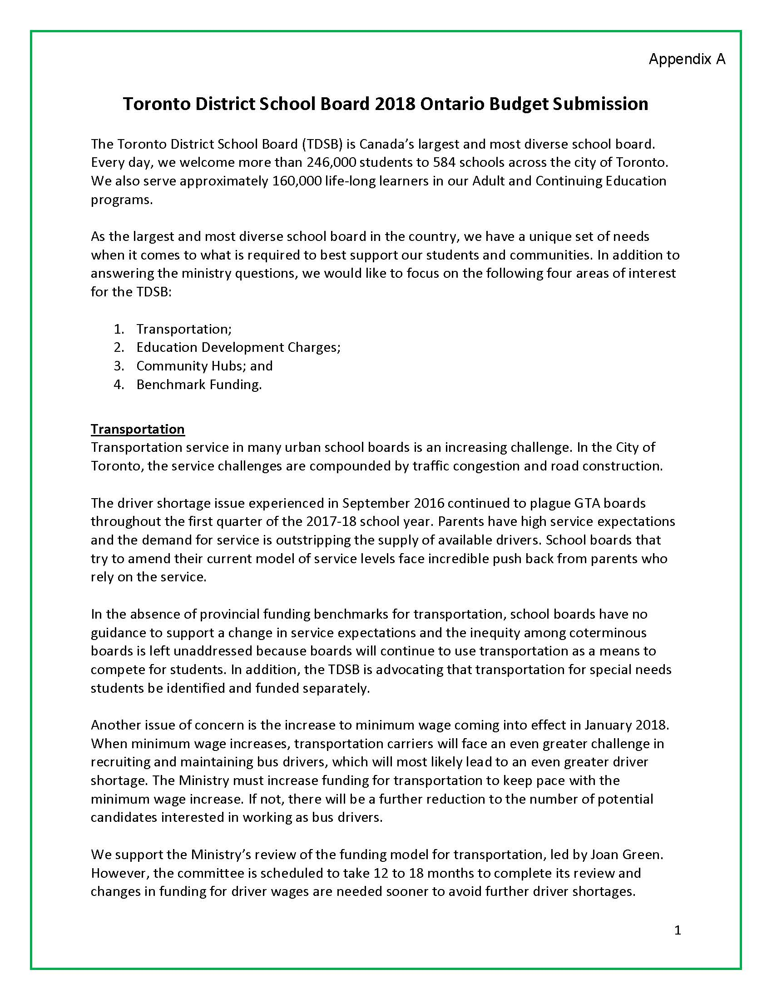 Appendix A
Toronto District School Board 2018 Ontario Budget Submission
The Toronto District School Board (TDSB) is Canada’s largest and most diverse school board.
Every day, we welcome more than 246,000 students to 584 schools across the city of Toronto.
We also serve approximately 160,000 life-long learners in our Adult and Continuing Education
programs.
As the largest and most diverse school board in the country, we have a unique set of needs
when it comes to what is required to best support our students and communities. In addition to
answering the ministry questions, we would like to focus on the following four areas of interest
for the TDSB:
1. Transportation;
2. Education Development Charges;
3. Community Hubs; and
4. Benchmark Funding.
Transportation
Transportation service in many urban school boards is an increasing challenge. In the City of
Toronto, the service challenges are compounded by traffic congestion and road construction.
The driver shortage issue experienced in September 2016 continued to plague GTA boards
throughout the first quarter of the 2017-18 school year. Parents have high service expectations
and the demand for service is outstripping the supply of available drivers. School boards that
try to amend their current model of service levels face incredible push back from parents who
rely on the service.
In the absence of provincial funding benchmarks for transportation, school boards have no
guidance to support a change in service expectations and the inequity among coterminous
boards is left unaddressed because boards will continue to use transportation as a means to
compete for students. In addition, the TDSB is advocating that transportation for special needs
students be identified and funded separately.
Another issue of concern is the increase to minimum wage coming into effect in January 2018.
When minimum wage increases, transportation carriers will face an even greater challenge in
recruiting and maintaining bus drivers, which will most likely lead to an even greater driver
shortage. The Ministry must increase funding for transportation to keep pace with the
minimum wage increase. If not, there will be a further reduction to the number of potential
candidates interested in working as bus drivers.
We support the Ministry’s review of the funding model for transportation, led by Joan Green.
However, the committee is scheduled to take 12 to 18 months to complete its review and
changes in funding for driver wages are needed sooner to avoid further driver shortages.
1